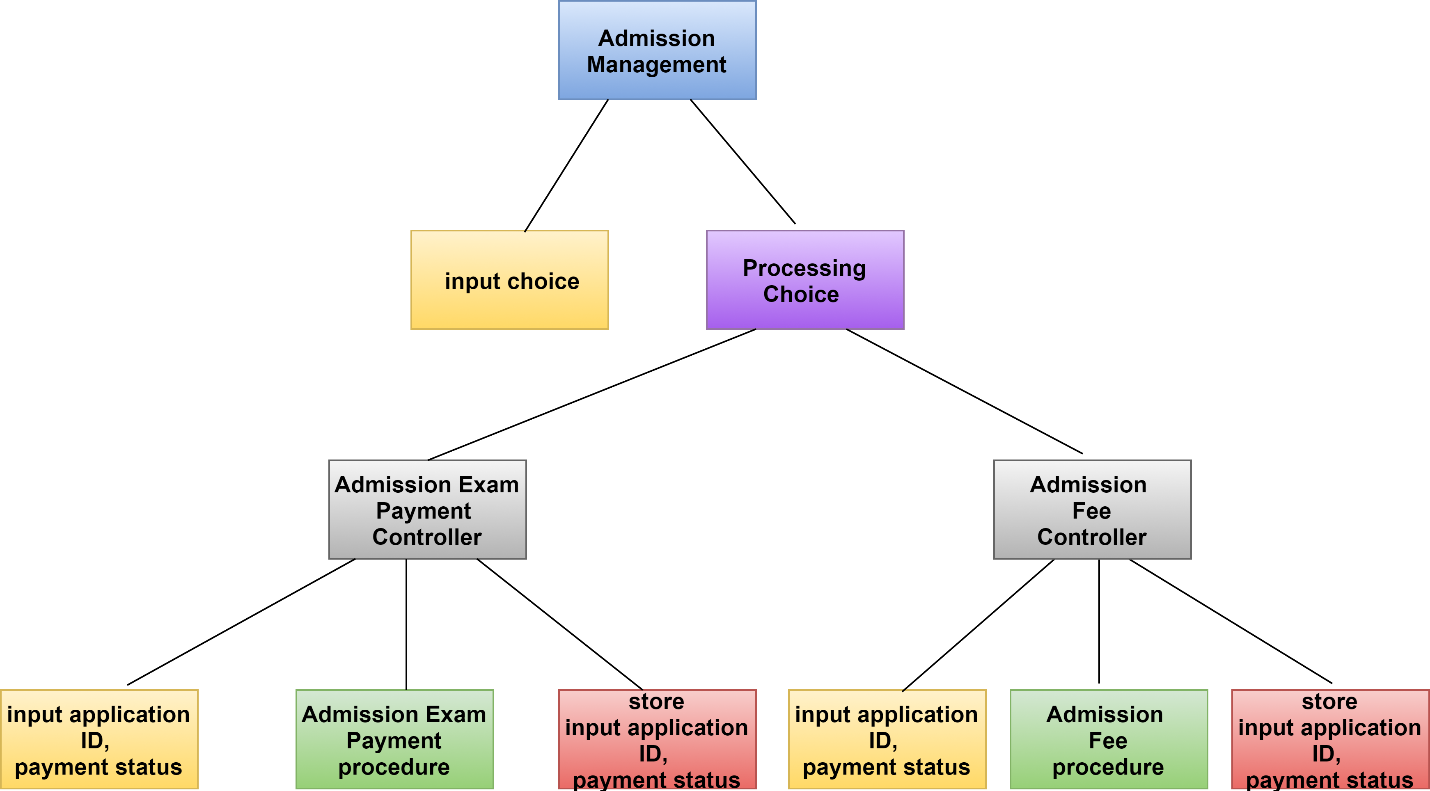 Admission
Management
input choice
Processing
Choice
Admission Exam
Payment
Controller
Admission
Fee
Controller
input application
ID,
payment status
Admission Exam
Payment
procedure
store
input application
ID,
payment status
input application
ID,
payment status
Admission
Fee
procedure
store
input application
ID,
payment status